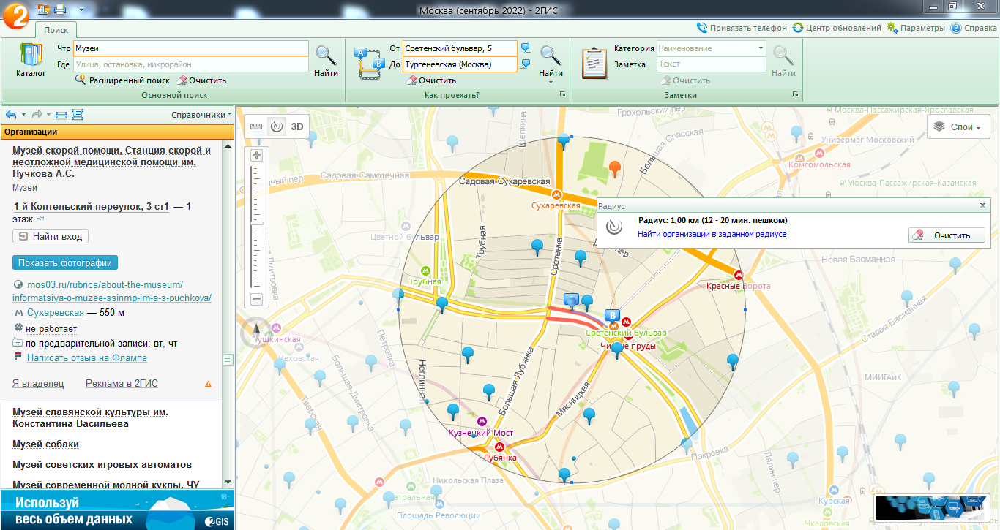 Москва (сентябрь 2022) - 2ГИС
Поиск
Привязать телефон
Центр обновлений
Параметры
Справка
Каталог
Что
Музеи
Где
Улица, остановка, микрорайон
Расширенный поиск
Очистить
Найти
Основной поиск
A
B
От
Сретенский бульвар, 5
До
Тургеневская (Москва)
Очистить
Найти
Как проехать?
Категория
Наименование
Заметка
Текст
Очистить
Найти
Заметки
Справочники
Организации
Музей скорой помощи, Станция скорой и
неотложной медицинской помощи им.
Пучкова А.С.
Музеи
1-й Коптельский переулок, 3 ст1 — 1
этаж
Найти вход
Показать фотографии
mos03.ru/rubrics/about-the-museum/
informatsiya-o-muzee-ssinmp-im-a-s-puchkova/
Сухаревская — 550 м
не работает
по предварительной записи: вт, чт
Написать отзыв на Флампе
Я владелец
Реклама в 2ГИС
Музей славянской культуры им.
Константина Васильева
Музей собаки
Музей советских игровых автоматов
Музей современной модной куклы, ЧУ
Используй
весь объем данных
18+
2GIS
3D
Слои
Радиус
Радиус: 1,00 км (12 - 20 мин. пешком)
Найти организации в заданном радиусе
Очистить
Грохольский пер
Москва-Пассажирская-Ярославская
Щепкина
Большая Спасская
Универмаг Московский
Комсомольская
Садовая-Самотечная
Садовая-Сухаревская
Москва-Пассажирская-Казанская
Сухаревская
Цветной бульвар
Трубная
Сретенка
Новая Басманная
Трубная
Красные Ворота
Старая Басманная
B
Сретенский бульвар
Чистые пруды
Пушкинская
Чеховская
Петровка
Неглинная
Большая Дмитровка
Большая Лубянка
Мясницкая
МИИГАиК
Тверская
Кузнецкий Мост
Лубянка
Покровка
Лялин пер
Никольская Плаза
Площадь Революции
Курская
Чкаловская